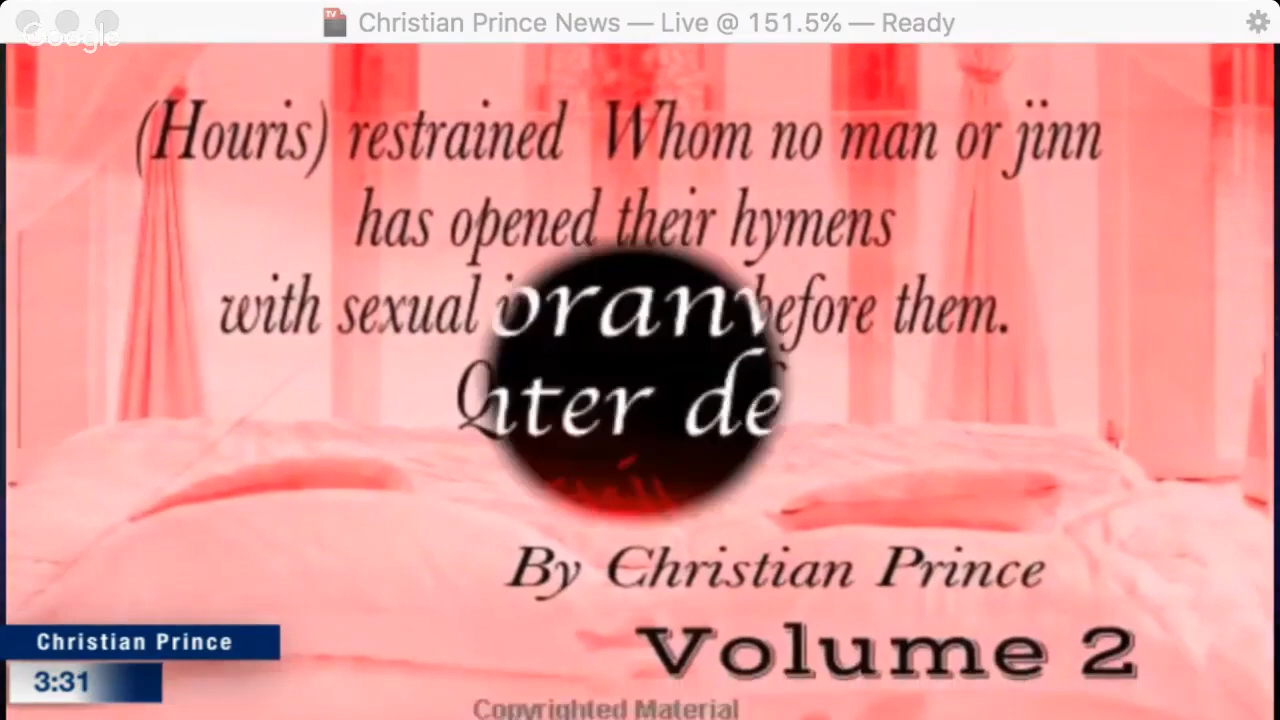 Christian Prince News — Live @ 151.5% — Ready
Google
(Houris) restrained Whom no man or jinn
has opened their hymens
with sexual before them.
By Christian Prince
Volume 2
Christian Prince
3:31
Copyrighted Material